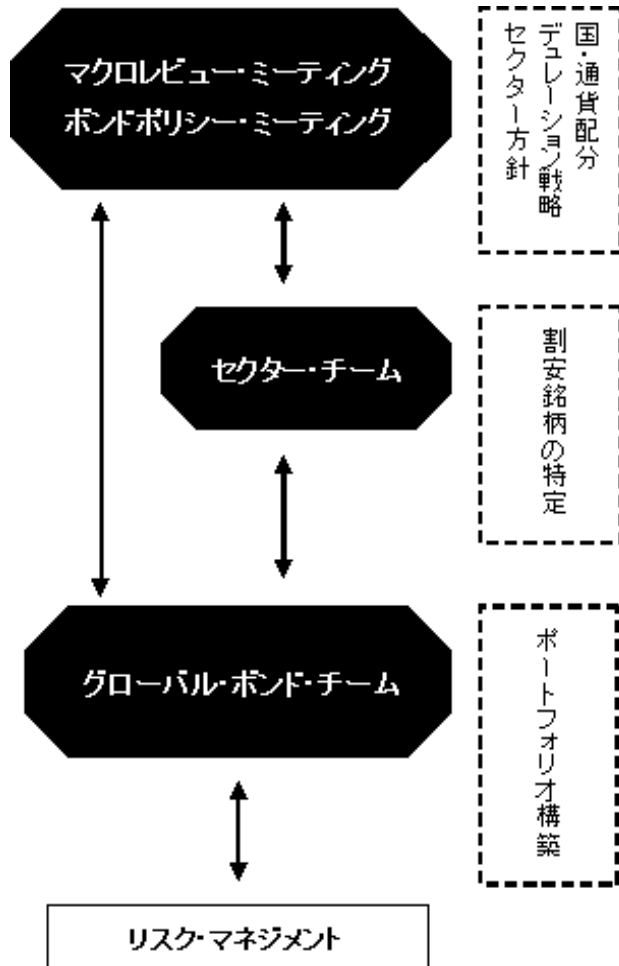 マクロレビュー・ミーティング
ボンドポリシー・ミーティング
国・通貨配分
デュレーション戦略
セクター方針
セクター・チーム
割安銘柄の特定
グローバル・ボンド・チーム
ポートフォリオ構築
リスク・マネジメント